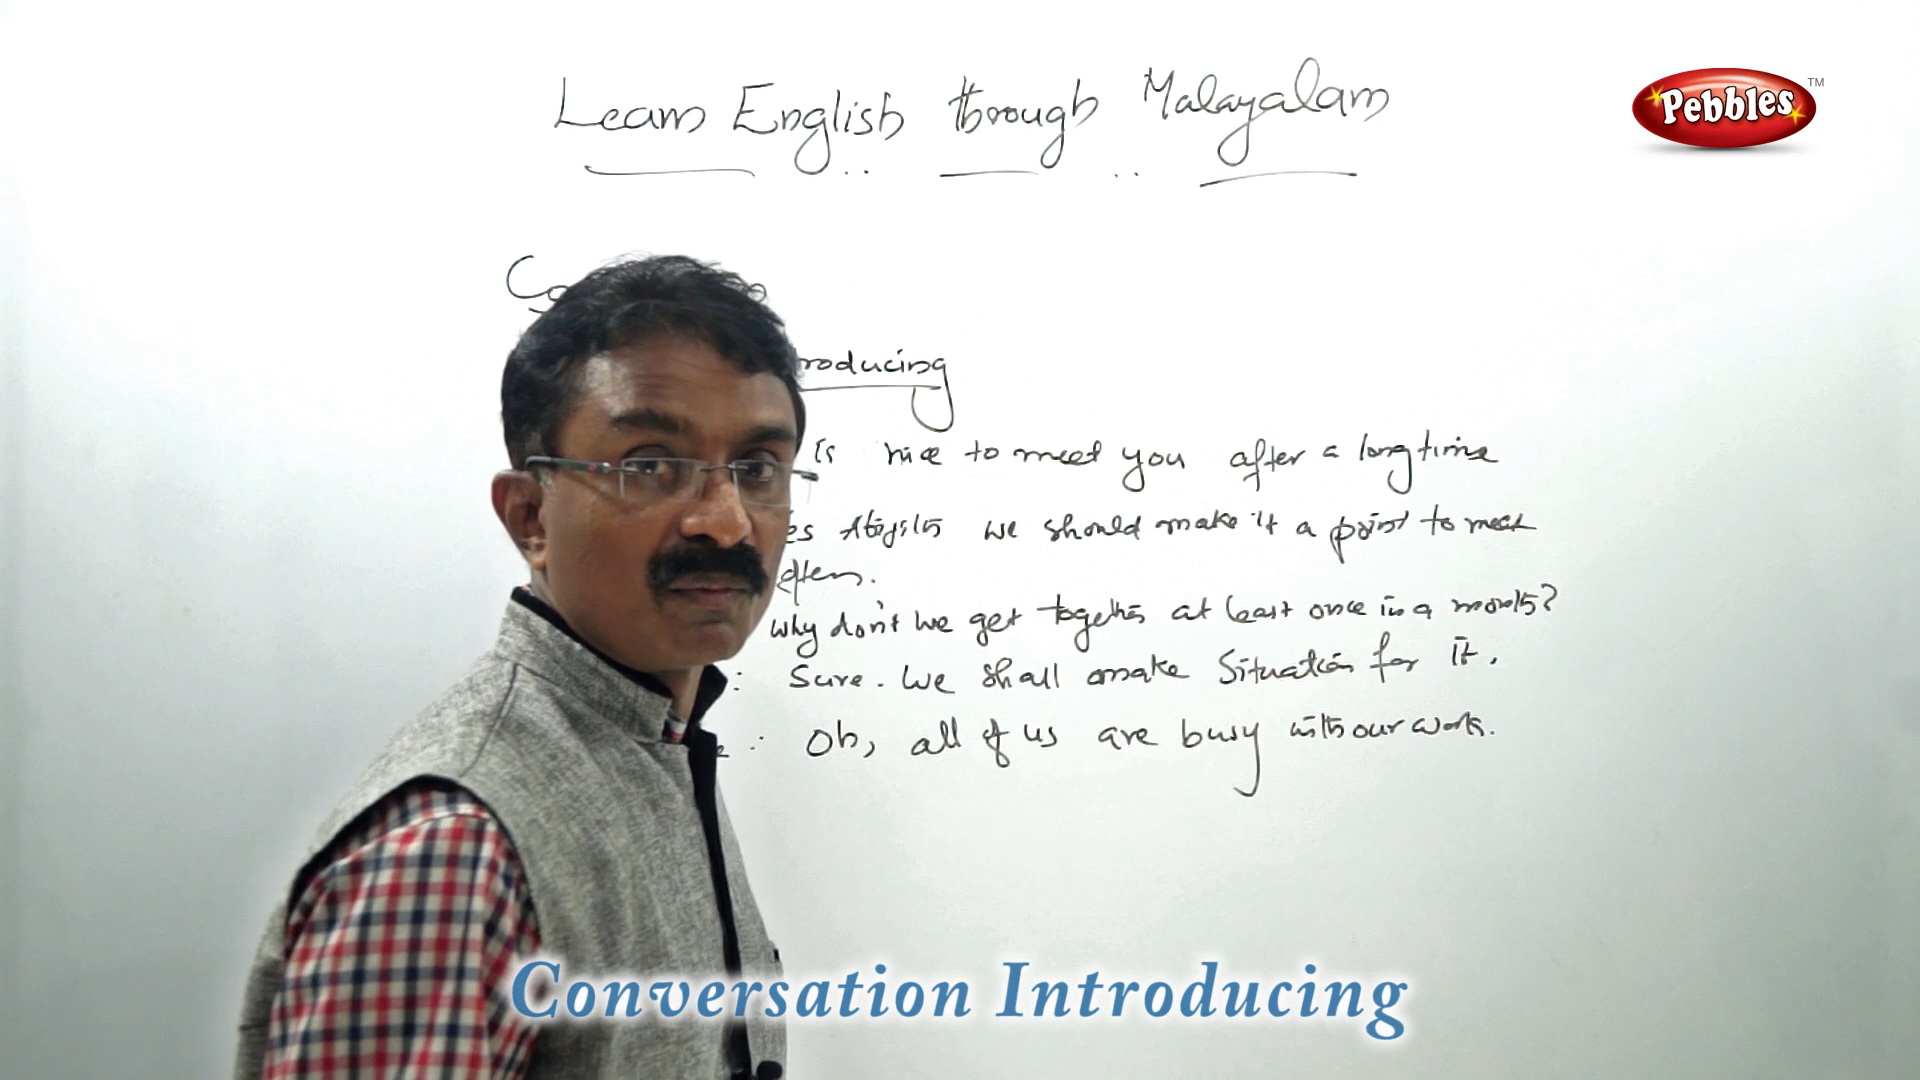 Learn English through Malayalam
Pebbles TM
Co
roducing
is nice to meet you after a long time
es we should make it a point to meet
often.
why don't we get together at least once in a month?
: Sure. We shall make Situation for it.
e : Oh, all of us are busy with our work.
Conversation Introducing